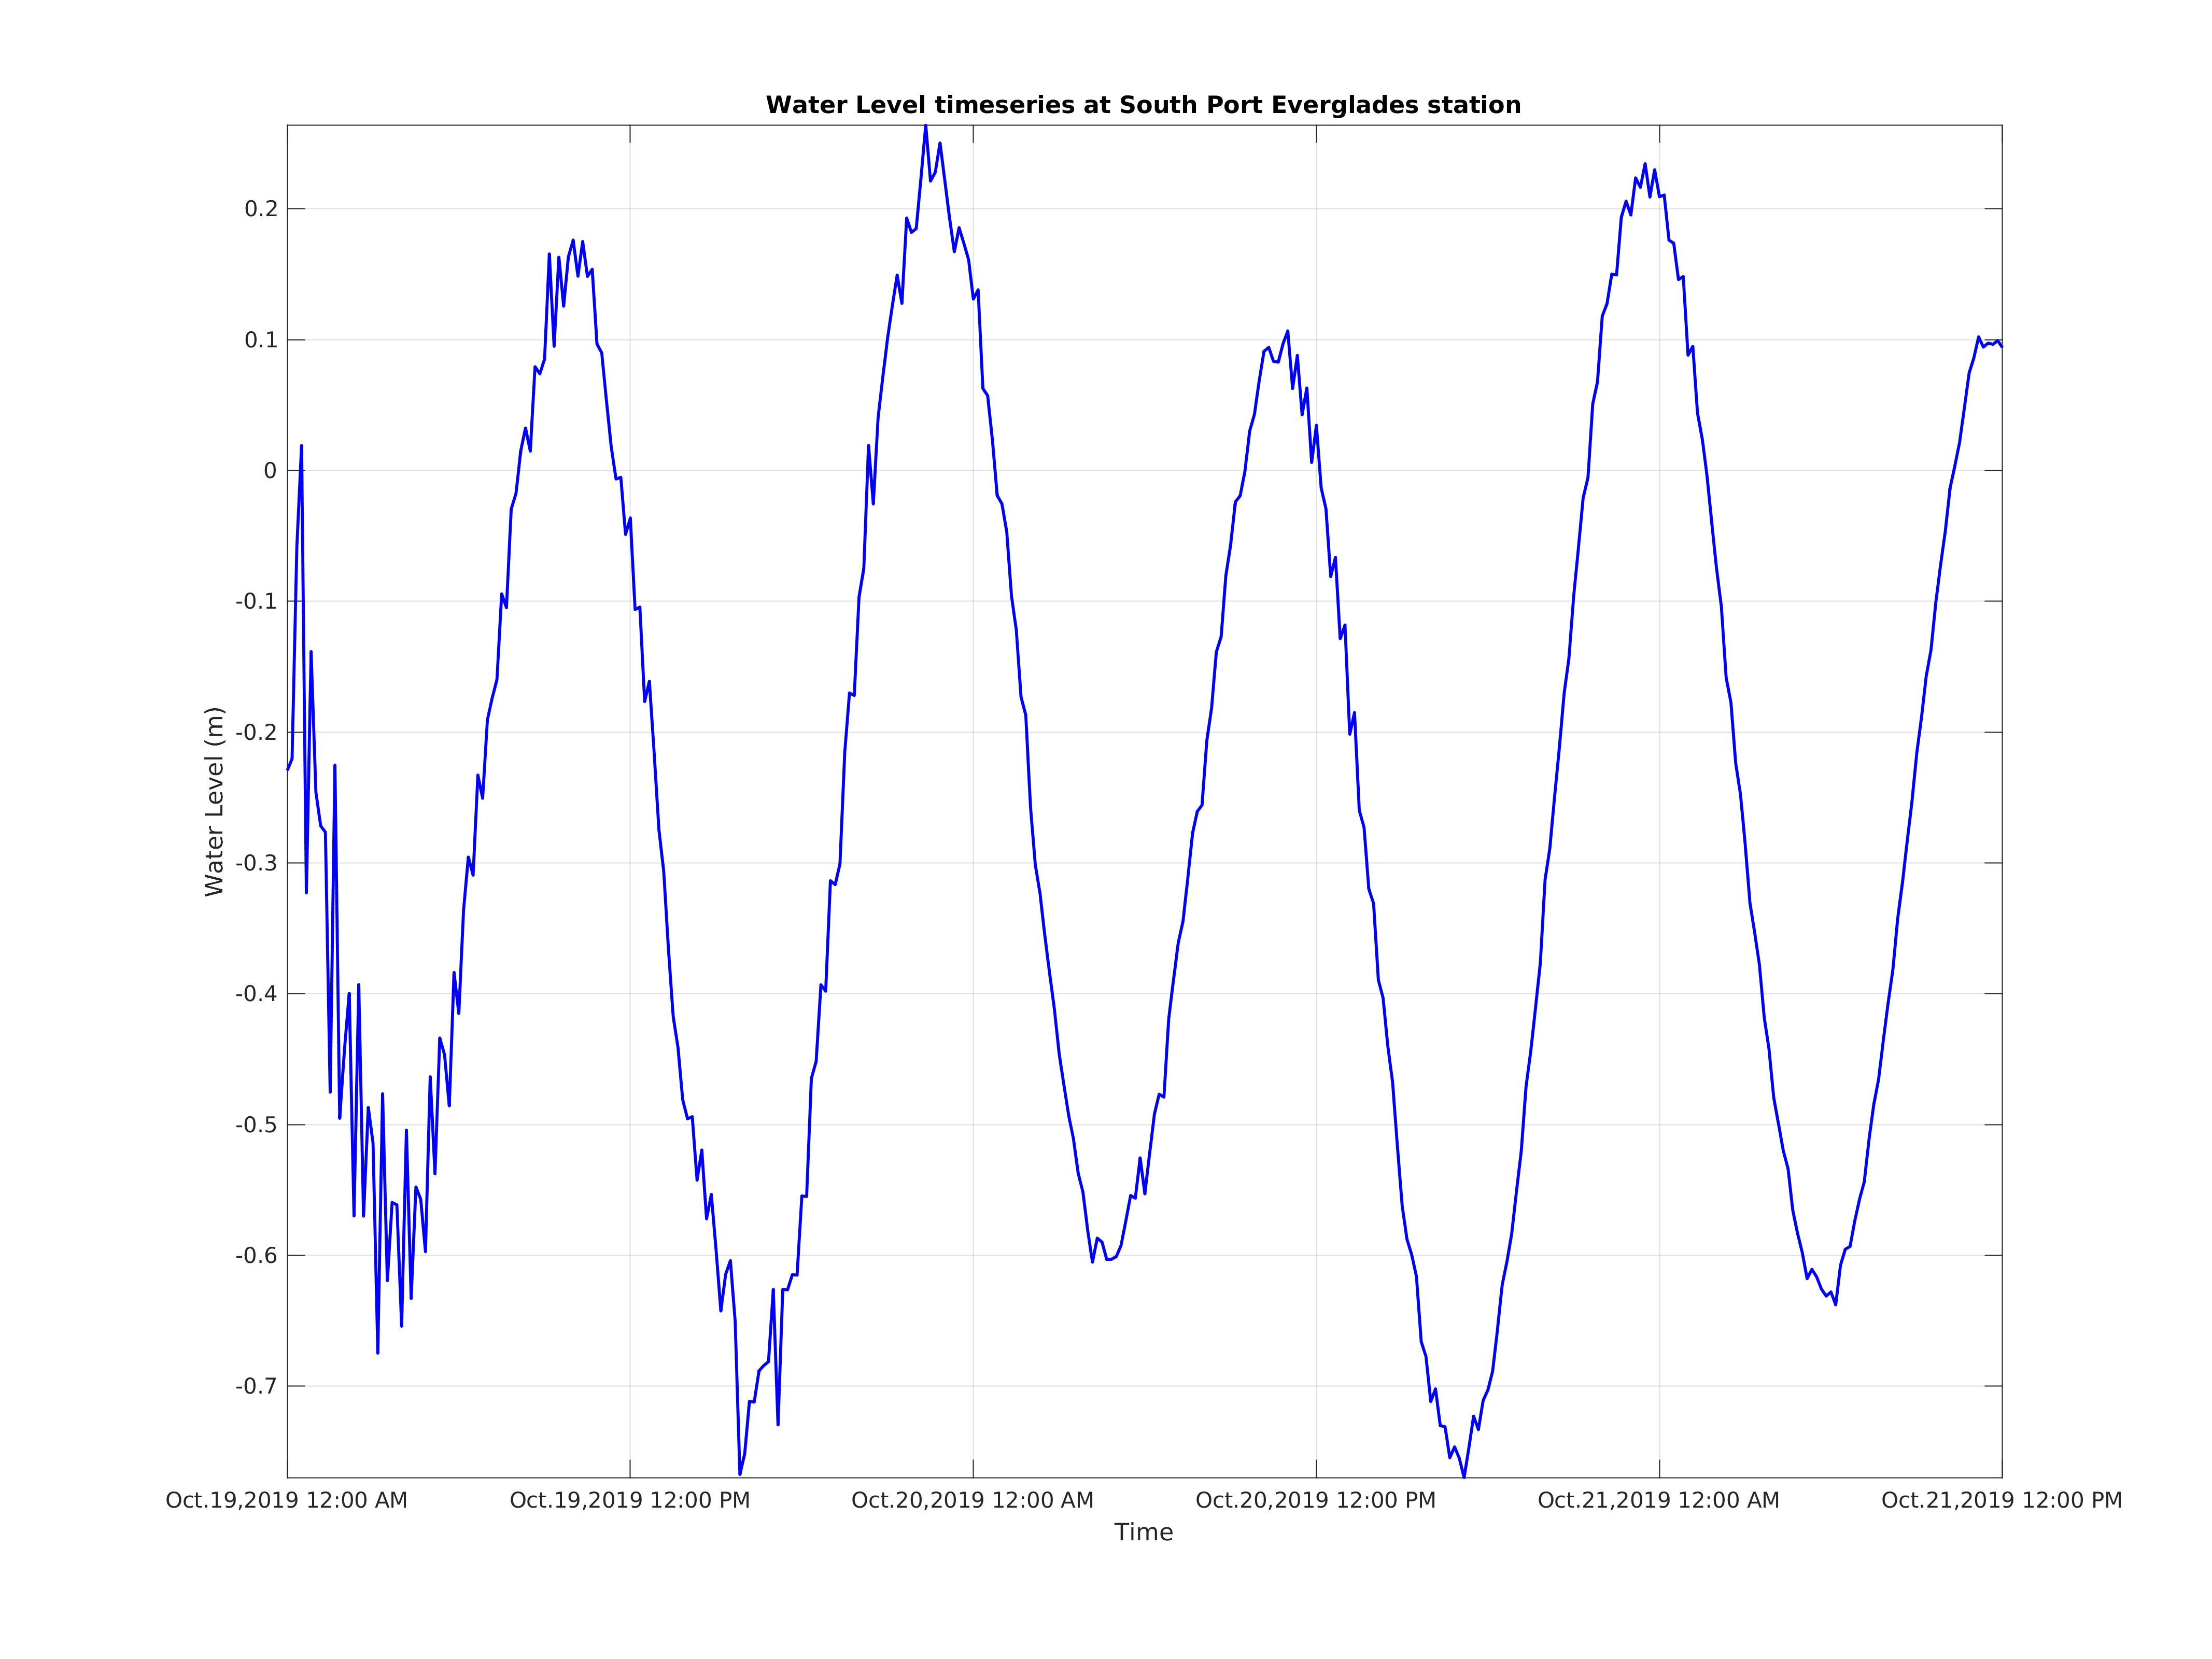 Water Level timeseries at South Port Everglades station
0.2
0.1
0
-0.1
-0.2
-0.3
-0.4
-0.5
-0.6
-0.7
Water Level (m)
Oct.19,2019 12:00 AM
Oct.19,2019 12:00 PM
Oct.20,2019 12:00 AM
Oct.20,2019 12:00 PM
Oct.21,2019 12:00 AM
Oct.21,2019 12:00 PM
Time